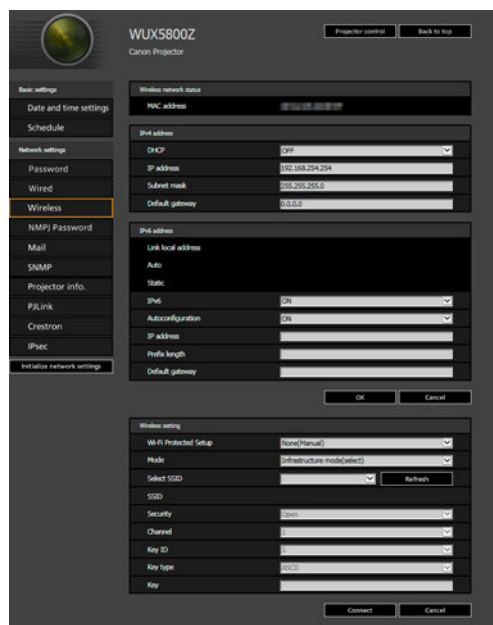 WUX5800Z
Canon Projector
Projector control
Back to top
Basic settings
Date and time settings
Schedule
Network settings
Password
Wired
Wireless
NMPJ Password
Mail
SNMP
Projector info.
PJLink
Crestron
IPsec
Initialize network settings
Wireless network status
MAC address
IPv4 address
DHCP OFF
IP address 192.168.254.254
Subnet mask 255.255.255.0
Default gateway 0.0.0.0
IPv6 address
Link local address
Auto
Static
IPv6 ON
Autoconfiguration ON
IP address
Prefix length
Default gateway
OK Cancel
Wireless setting
Wi-Fi Protected Setup None(Manual)
Mode Infrastructure mode(select)
Select SSID Refresh
SSID
Security Open
Channel 1
Key ID 1
Key type ASCII
Key
Connect Cancel